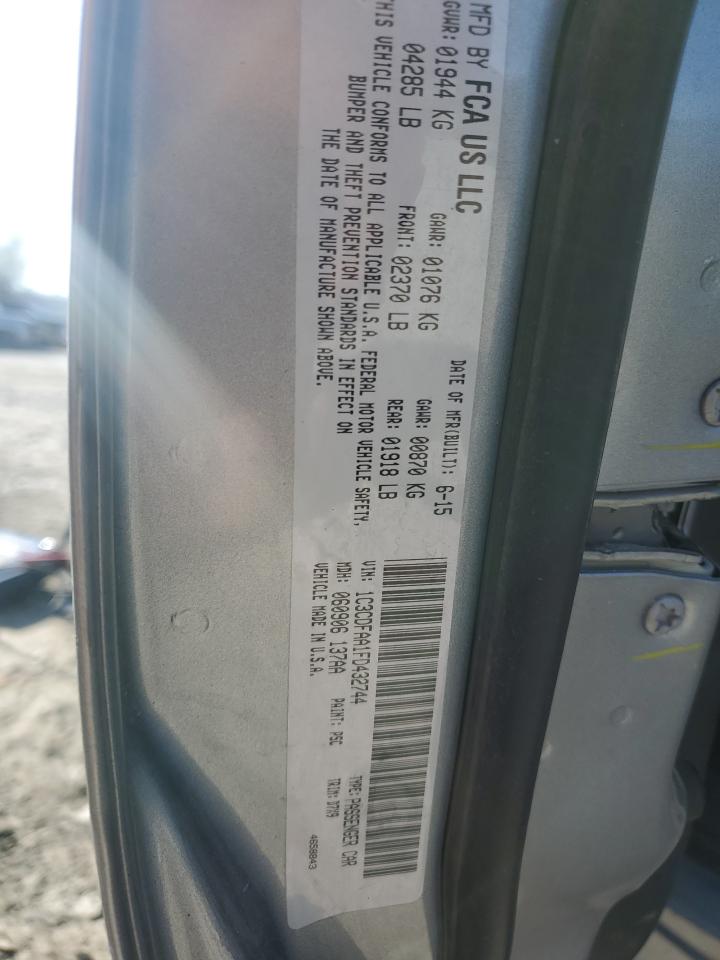 MFD BY FCA US LLC
DATE OF MFR(BUILT): 6-15
GVWR: 01944 KG GAWR: 01076 KG GAWR: 00870 KG
04285 LB FRONT: 02370 LB REAR: 01918 LB
THIS VEHICLE CONFORMS TO ALL APPLICABLE U.S.A. FEDERAL MOTOR VEHICLE SAFETY,
BUMPER AND THEFT PREVENTION STANDARDS IN EFFECT ON
THE DATE OF MANUFACTURE SHOWN ABOVE.
VIN: 1C3CDFAA1FD432744 TYPE: PASSENGER CAR
MDH: 060906 137AA PAINT: PSC TRIM: D7X9
VEHICLE MADE IN U.S.A. 4658843